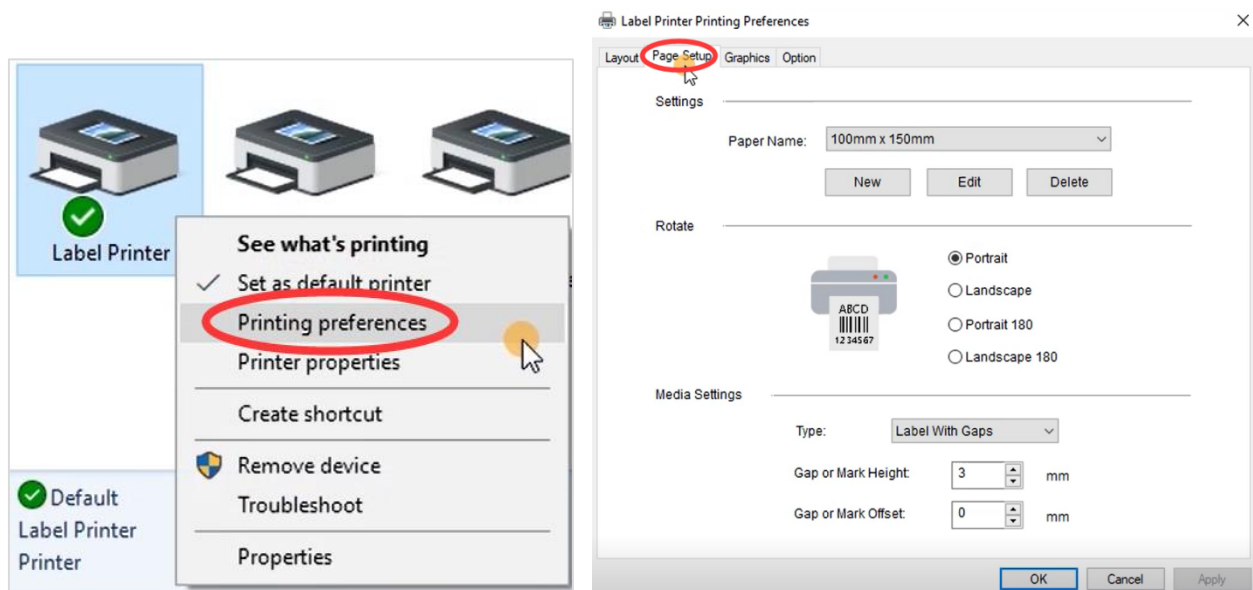 Label Printer
See what's printing
Set as default printer
Printing preferences
Printer properties
Create shortcut
Remove device
Troubleshoot
Properties
Default
Label Printer
Printer
Label Printer Printing Preferences
Layout Page Setup Graphics Option
Settings
Paper Name: 100mm x 150mm
New Edit Delete
Rotate
Portrait
Landscape
Portrait 180
Landscape 180
ABCD
1234567
Media Settings
Type: Label With Gaps
Gap or Mark Height: 3 mm
Gap or Mark Offset: 0 mm
OK Cancel Apply